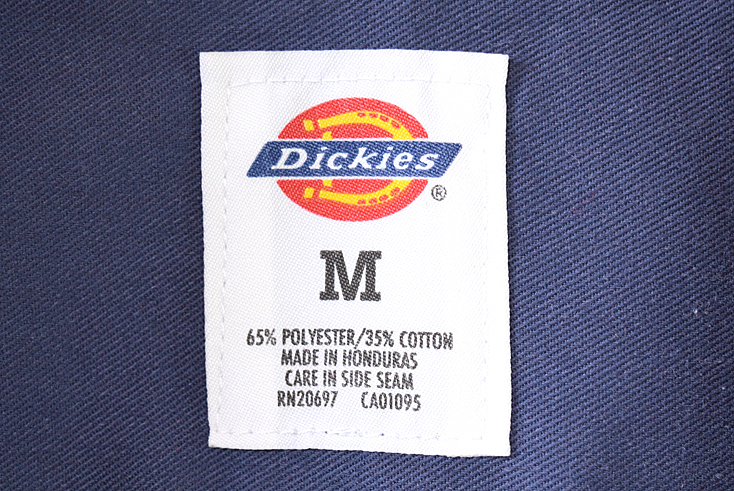 Dickies®
M
65% POLYESTER/35% COTTON
MADE IN HONDURAS
CARE IN SIDE SEAM
RN20697 CA01095